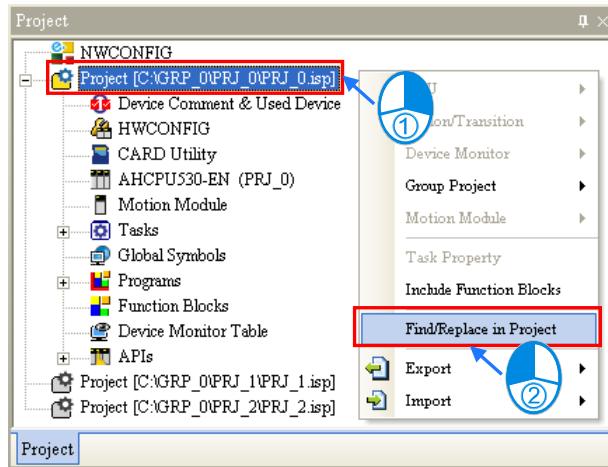 Project
NWCONFIG
Project [C:\GRP_0\PRJ_0\PRJ_0.isp]
Device Comment & Used Device
HWCONFIG
CARD Utility
AHCPU530-EN (PRJ_0)
Motion Module
Tasks
Global Symbols
Programs
Function Blocks
Device Monitor Table
APIs
Project [C:\GRP_0\PRJ_1\PRJ_1.isp]
Project [C:\GRP_0\PRJ_2\PRJ_2.isp]
Project
①
/Transition
Device Monitor
Group Project
Motion Module
Task Property
Include Function Blocks
Find/Replace in Project
Export
②
Import